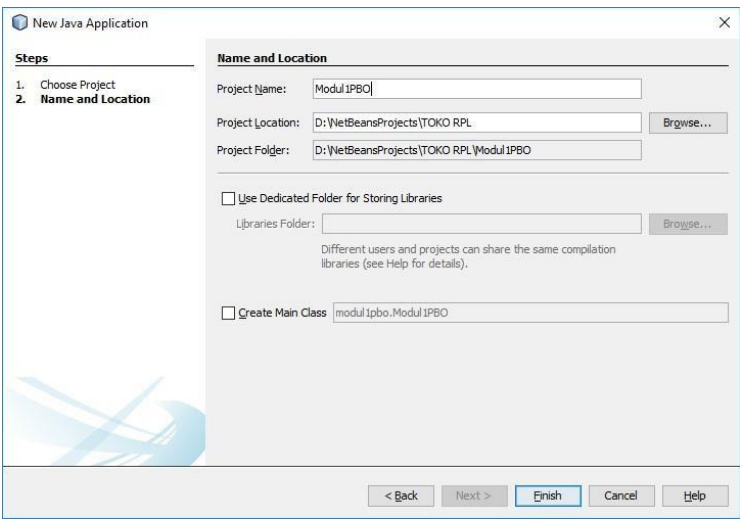 New Java Application
Steps
1. Choose Project
2. Name and Location
Name and Location
Project Name: Modul1PBO
Project Location: D:\NetBeansProjects\TOKO RPL Browse...
Project Folder: D:\NetBeansProjects\TOKO RPL\Modul1PBO
Use Dedicated Folder for Storing Libraries
Libraries Folder: Browse...
Different users and projects can share the same compilation
libraries (see Help for details).
Create Main Class modul1pbo.Modul1PBO
< Back Next > Finish Cancel Help